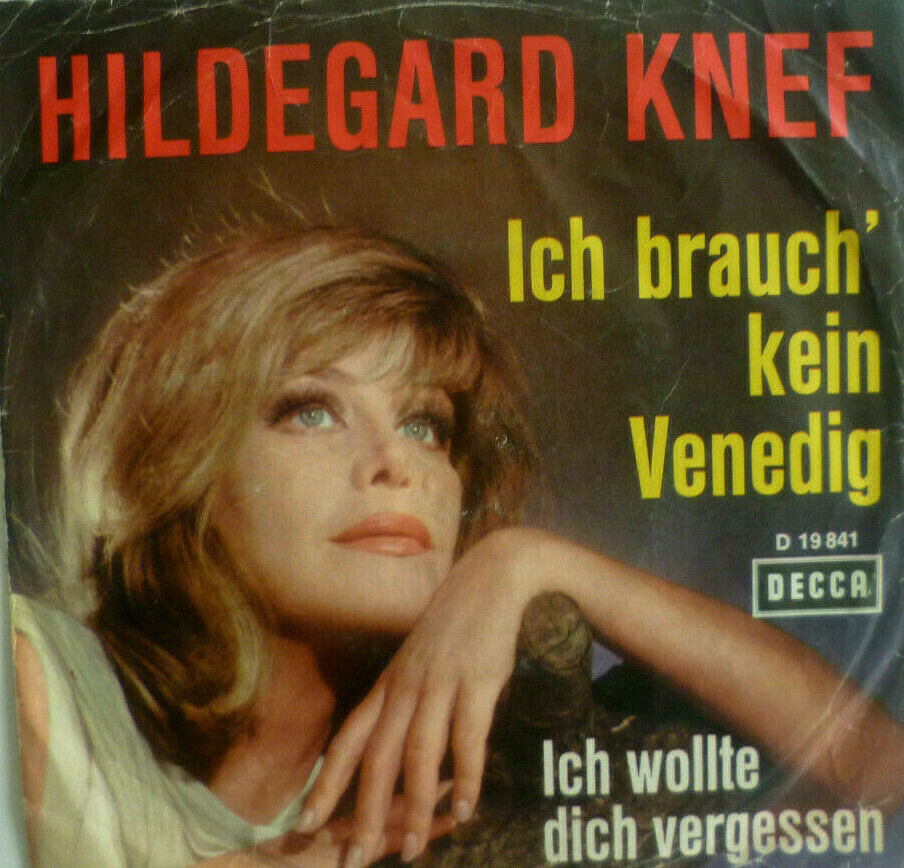 HILDEGARD KNEF
Ich brauch'
kein
Venedig
D 19 841
DECCA
Ich wollte
dich vergessen